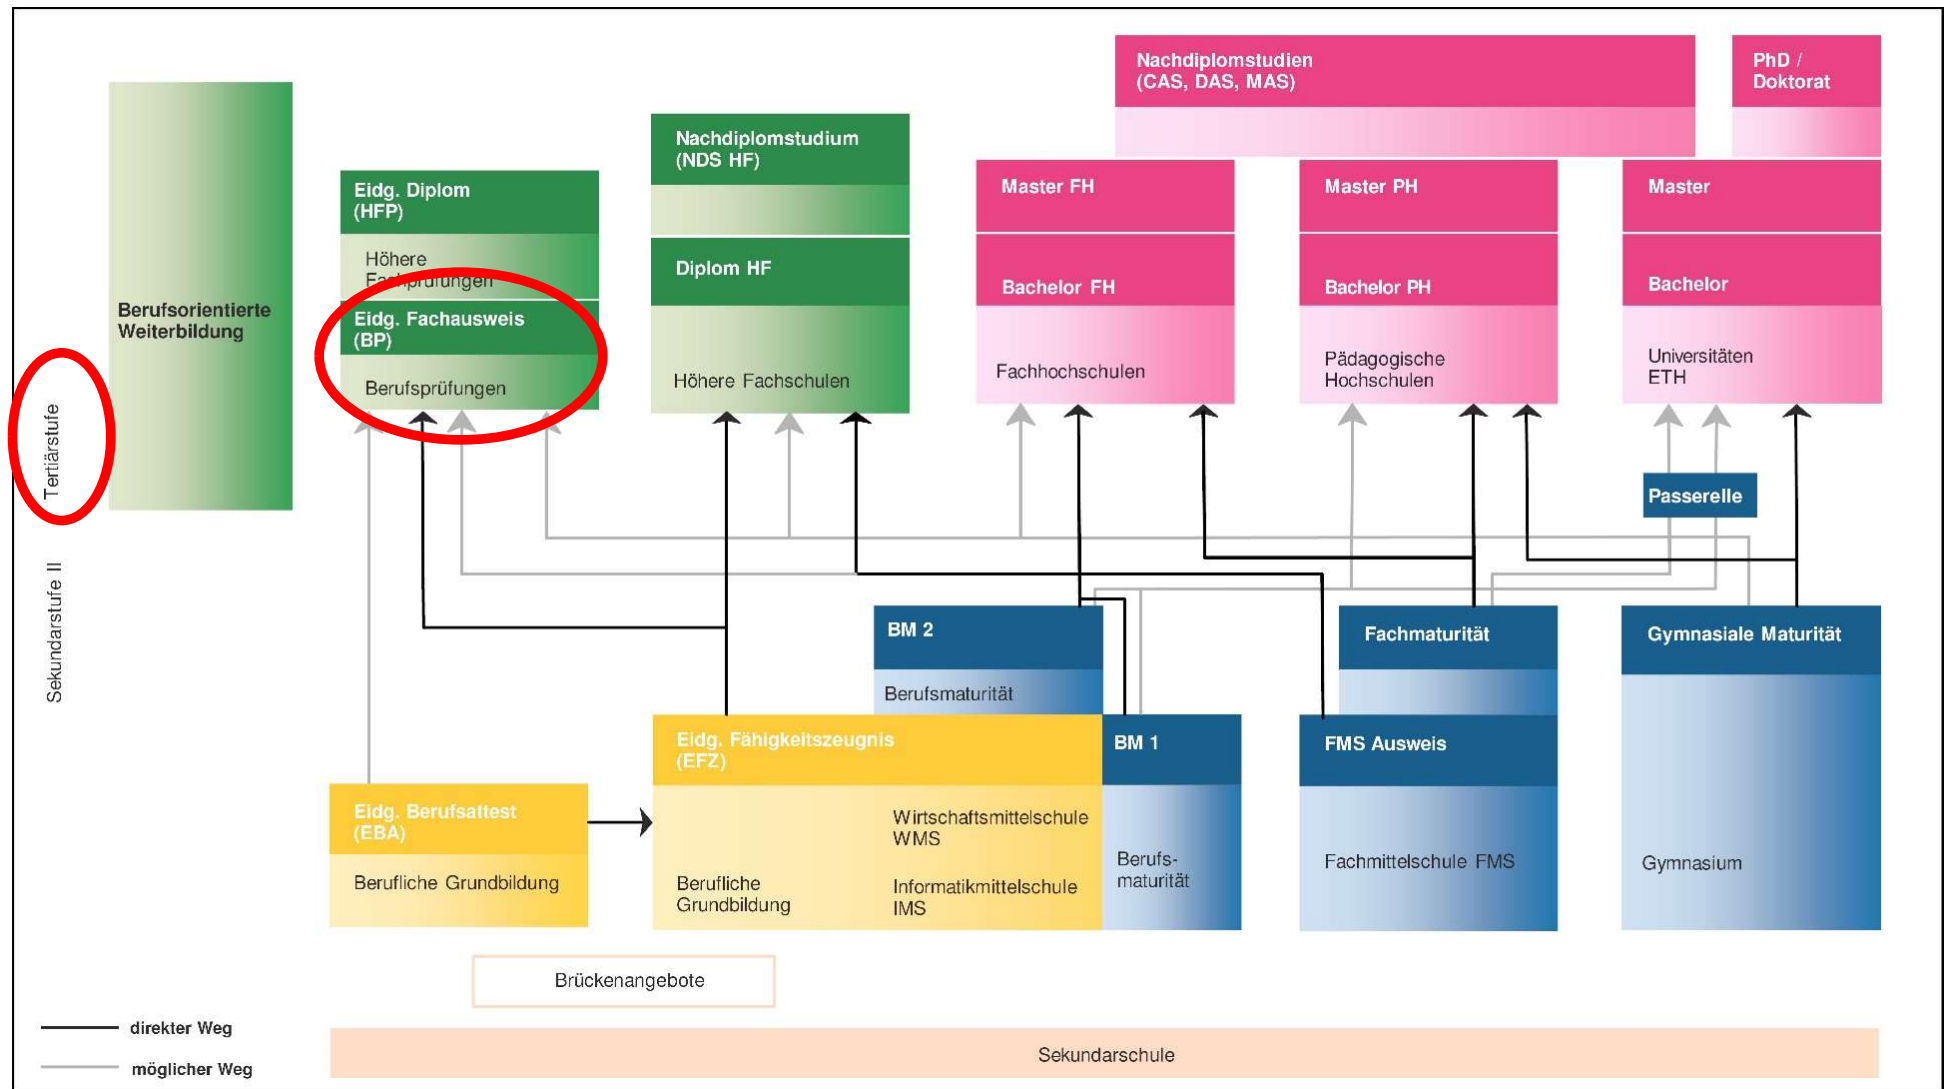 Nachdiplomstudien
(CAS, DAS, MAS)
PhD /
Doktorat
Nachdiplomstudium
(NDS HF)
Eidg. Diplom
(HFP)
Master FH
Master PH
Master
Höhere
Fachprüfungen
Diplom HF
Bachelor FH
Bachelor PH
Bachelor
Berufsorientierte
Weiterbildung
Eidg. Fachausweis
(BP)
Berufsprüfungen
Höhere Fachschulen
Fachhochschulen
Pädagogische
Hochschulen
Universitäten
ETH
Tertiärstufe
Passerelle
Sekundarstufe II
BM 2
Berufsmaturität
Fachmaturität
Gymnasiale Maturität
Eidg. Fähigkeitszeugnis
(EFZ)
BM 1
FMS Ausweis
Eidg. Berufsattest
(EBA)
Berufliche Grundbildung
Berufliche
Grundbildung
Wirtschaftsmittelschule
WMS
Informatikmittelschule
IMS
Berufs-
maturität
Fachmittelschule FMS
Gymnasium
Brückenangebote
direkter Weg
möglicher Weg
Sekundarschule